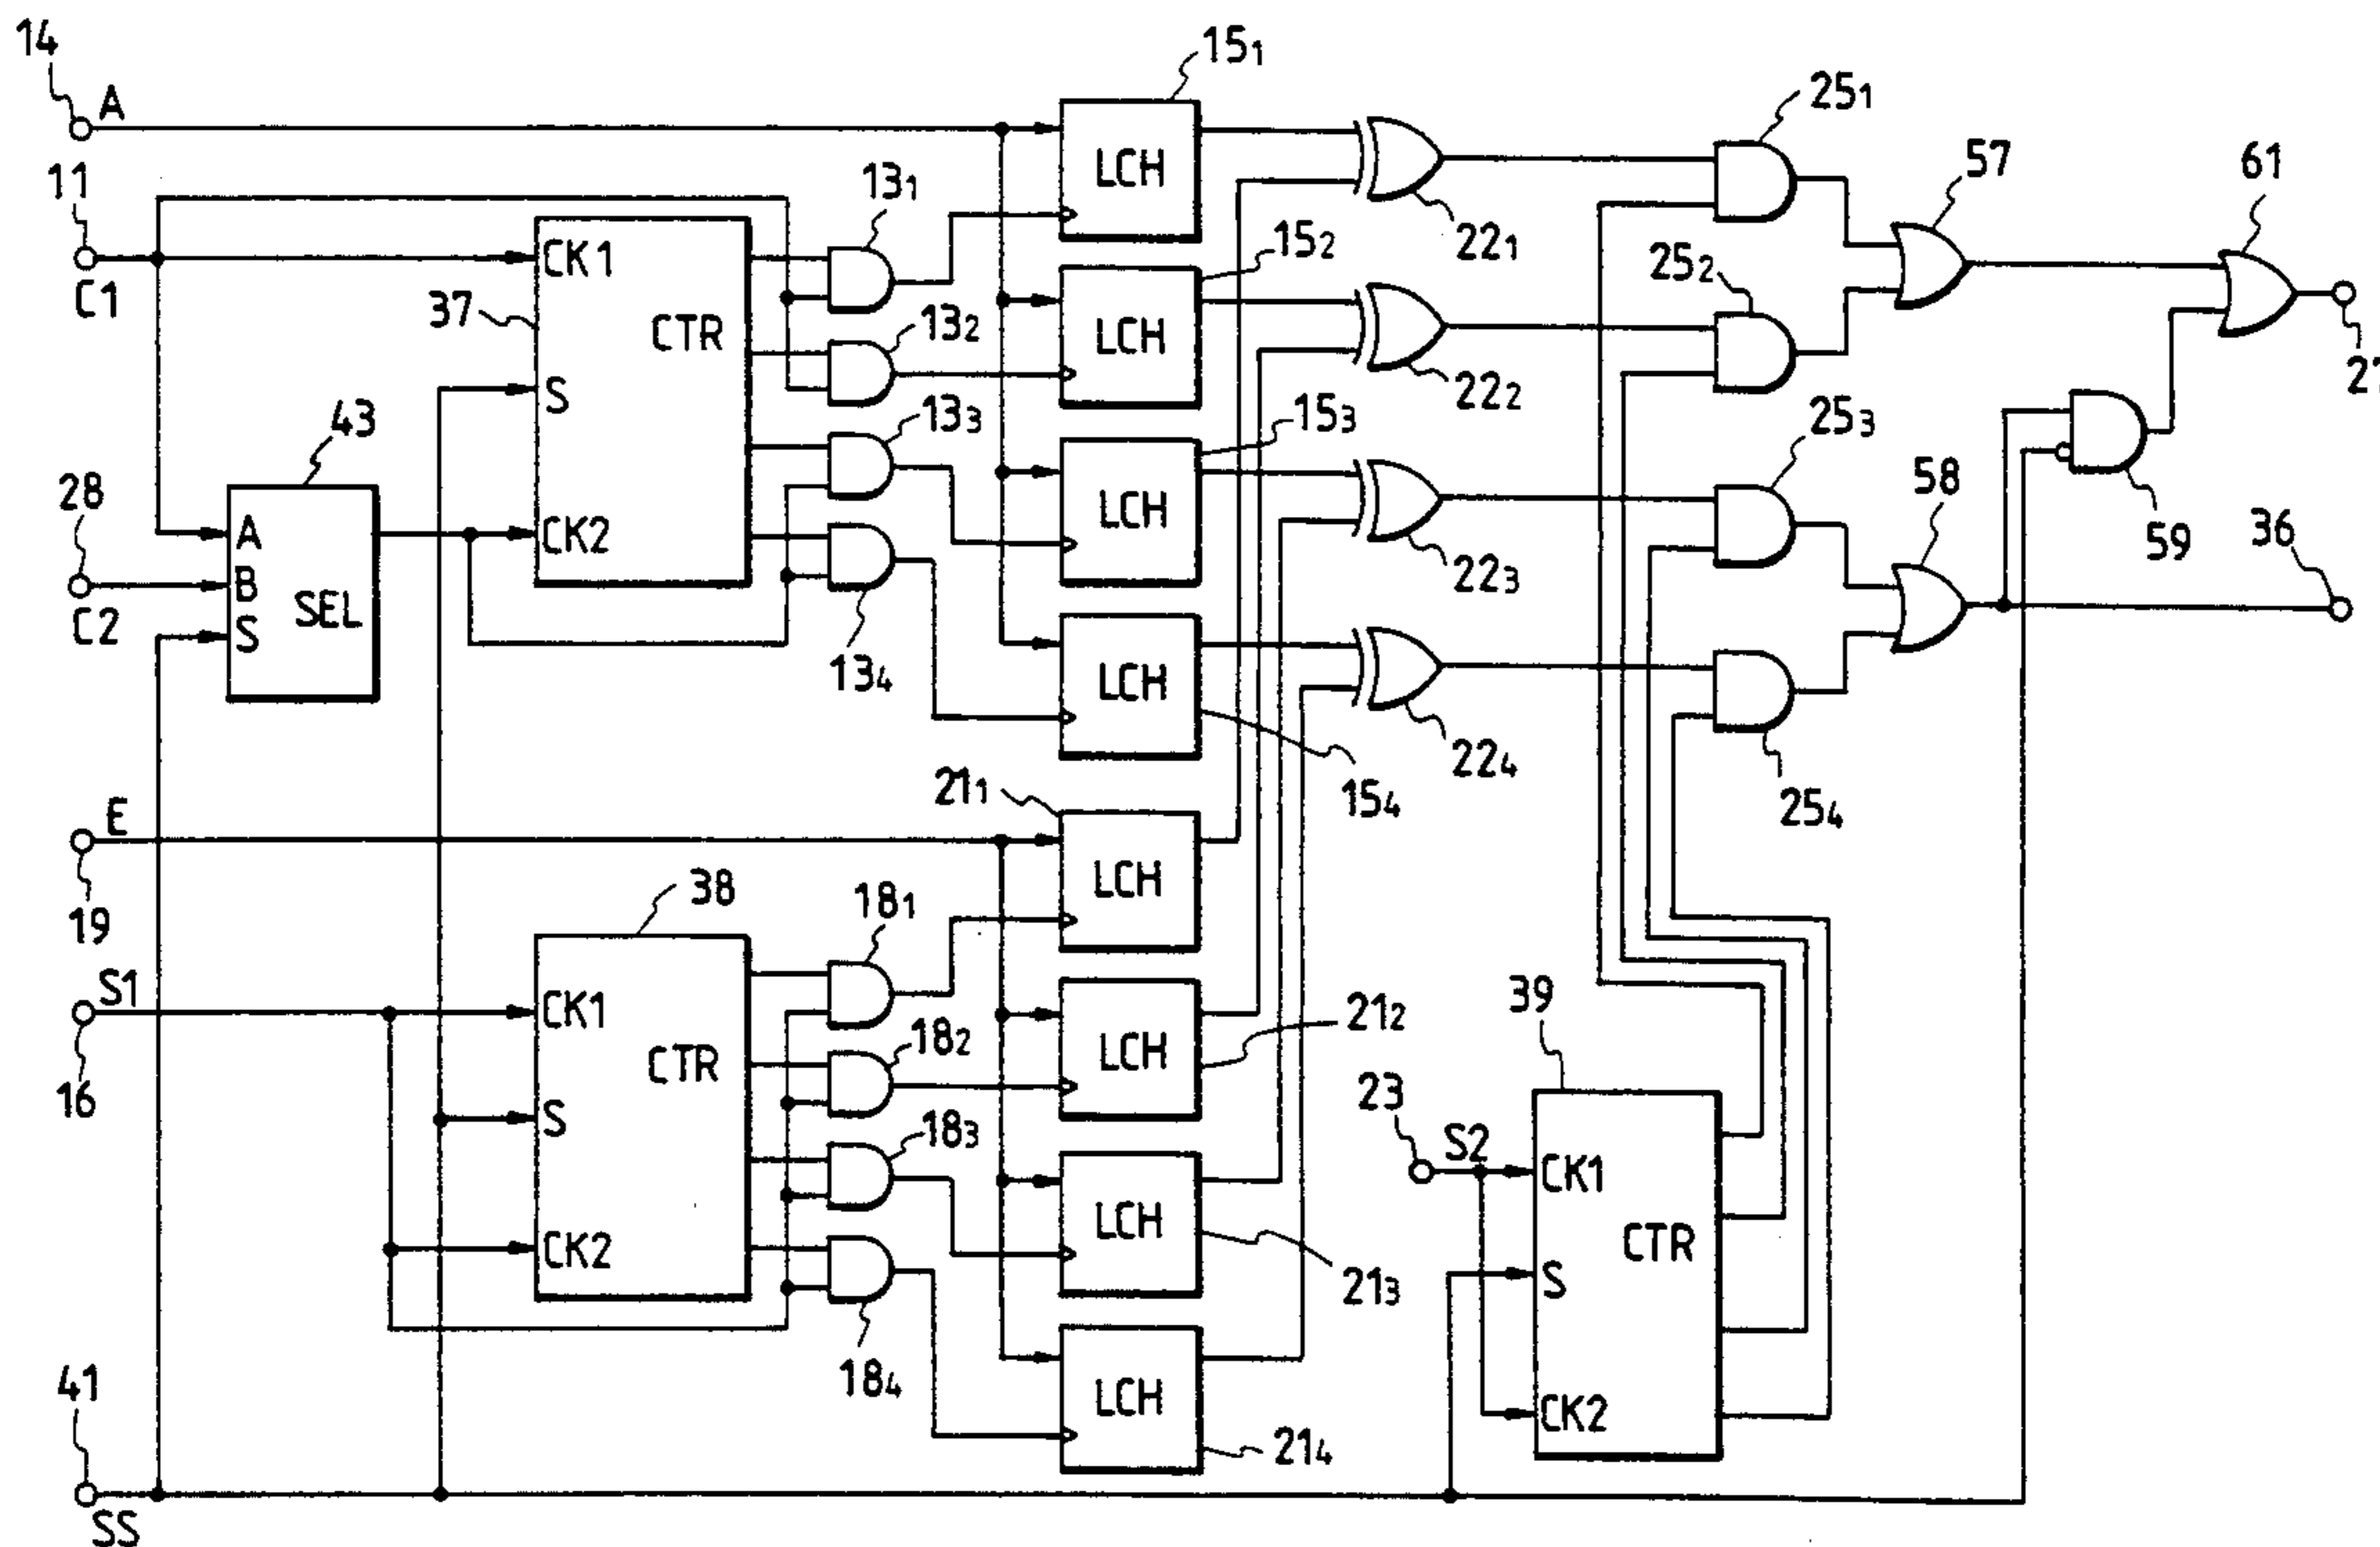 14
A
15₁
25₁
57
61
11
C1
13₁
CK1
37
CTR
13₂
S
LCH
22₁
15₂
25₂
LCH
22₂
27
43
13₃
15₃
25₃
58
59
36
28
C2
A
B
S
SEL
CK2
13₄
LCH
22₃
LCH
22₄
15₄
25₄
E
19
21₁
LCH
38
18₁
S1
16
CK1
CTR
S
CK2
18₂
18₃
18₄
LCH
21₂
LCH
21₃
LCH
21₄
39
23
S2
CK1
CTR
S
CK2
41
SS